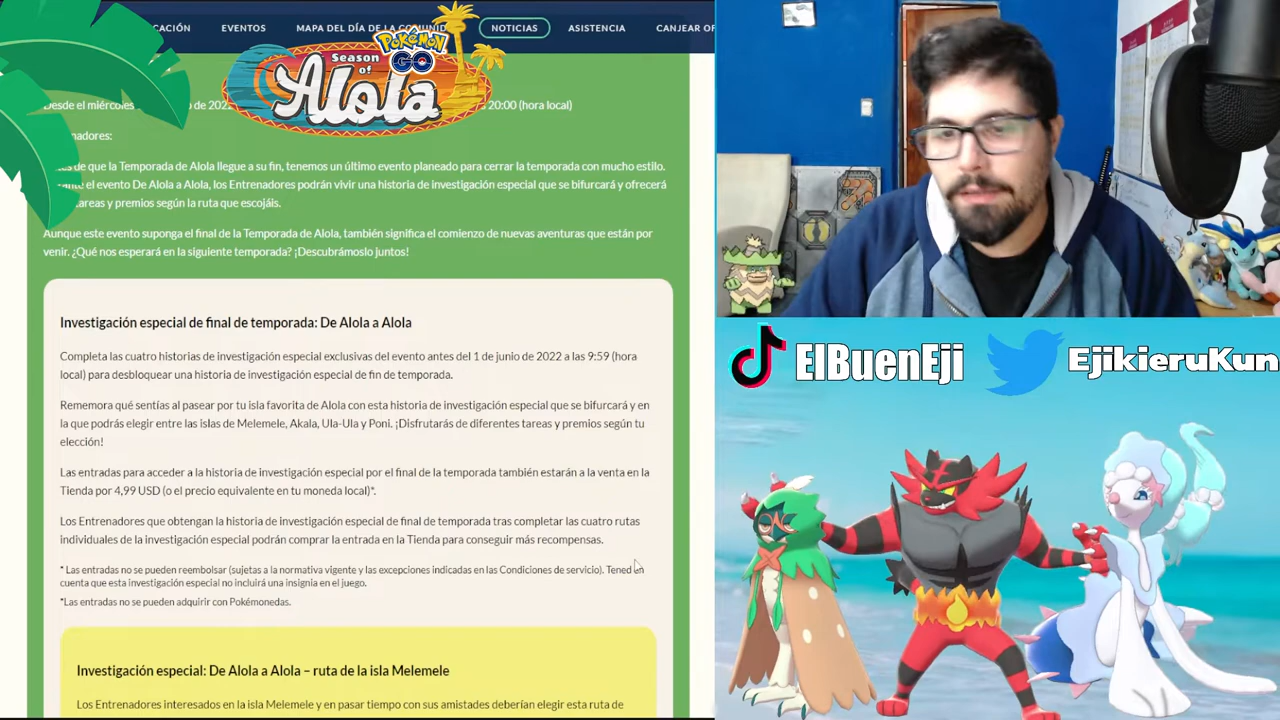 CACIÓN EVENTOS MAPA DEL DÍA DE LA COMUNID NOTICIAS ASISTENCIA CANJEAR OF
Pokémon
GO
Season
of
Alola
Desde el miércoles de 202 20:00 (hora local)
nadores:
de que la Temporada de Alola llegue a su fin, tenemos un último evento planeado para cerrar la temporada con mucho estilo.
el evento De Alola a Alola, los Entrenadores podrán vivir una historia de investigación especial que se bifurcará y ofrecerá
tareas y premios según la ruta que escojáis.
Aunque este evento suponga el final de la Temporada de Alola, también significa el comienzo de nuevas aventuras que están por
venir. ¿Qué nos esperará en la siguiente temporada? ¡Descubrámoslo juntos!
Investigación especial de final de temporada: De Alola a Alola
Completa las cuatro historias de investigación especial exclusivas del evento antes del 1 de junio de 2022 a las 9:59 (hora
local) para desbloquear una historia de investigación especial de fin de temporada.
Rememora qué sentías al pasear por tu isla favorita de Alola con esta historia de investigación especial que se bifurcará y en
la que podrás elegir entre las islas de Melemele, Akala, Ula-Ula y Poni. ¡Disfrutarás de diferentes tareas y premios según tu
elección!
Las entradas para acceder a la historia de investigación especial por el final de la temporada también estarán a la venta en la
Tienda por 4,99 USD (o el precio equivalente en tu moneda local)*.
Los Entrenadores que obtengan la historia de investigación especial de final de temporada tras completar las cuatro rutas
individuales de la investigación especial podrán comprar la entrada en la Tienda para conseguir más recompensas.
* Las entradas no se pueden reembolsar (sujetas a la normativa vigente y las excepciones indicadas en las Condiciones de servicio). Tened en
cuenta que esta investigación especial no incluirá una insignia en el juego.
*Las entradas no se pueden adquirir con Pokémonedas.
Investigación especial: De Alola a Alola – ruta de la isla Melemele
Los Entrenadores interesados en la isla Melemele y en pasar tiempo con sus amistades deberían elegir esta ruta de
ElBuenEji
EjikieruKun